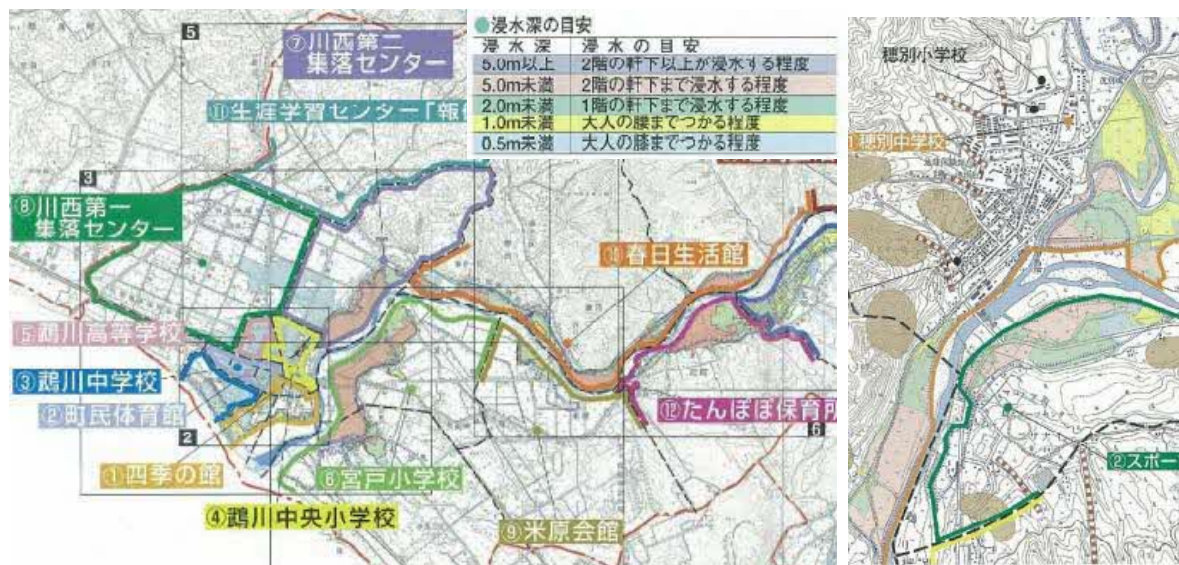 5
⑦川西第二
集落センター
⑪生涯学習センター「報
●浸水深の目安
浸水深 浸水の目安
5.0m以上 2階の軒下以上が浸水する程度
5.0m未満 2階の軒下まで浸水する程度
2.0m未満 1階の軒下まで浸水する程度
1.0m未満 大人の腰までつかる程度
0.5m未満 大人の膝までつかる程度
3
⑧川西第一
集落センター
⑩春日生活館
⑤鵡川高等学校
③鵡川中学校
②町民体育館
2
①四季の館
⑥宮戸小学校
④鵡川中央小学校
⑨米原会館
⑫たんぽぽ保育所
6
穂別小学校
1穂別中学校
②スポー